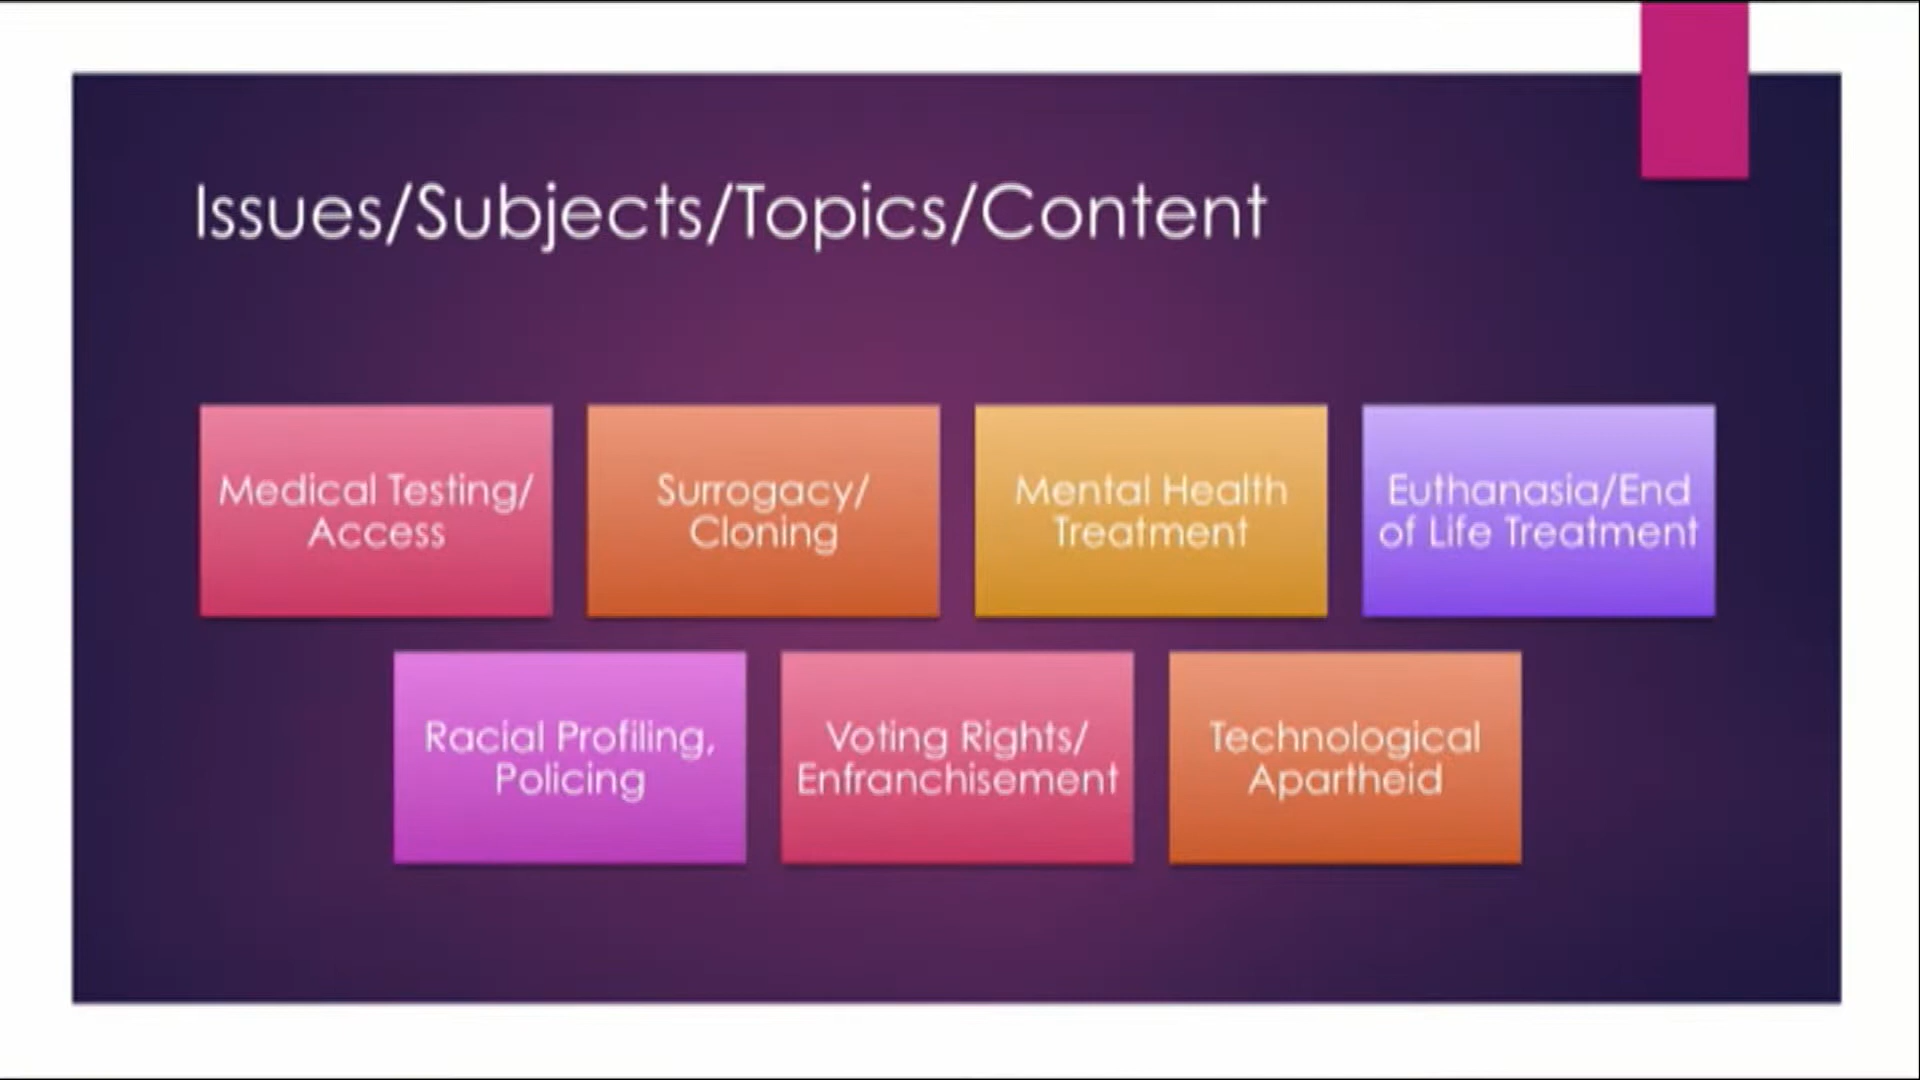 Issues/Subjects/Topics/Content
Medical Testing/
Access
Surrogacy/
Cloning
Mental Health
Treatment
Euthanasia/End
of Life Treatment
Racial Profiling,
Policing
Voting Rights/
Enfranchisement
Technological
Apartheid